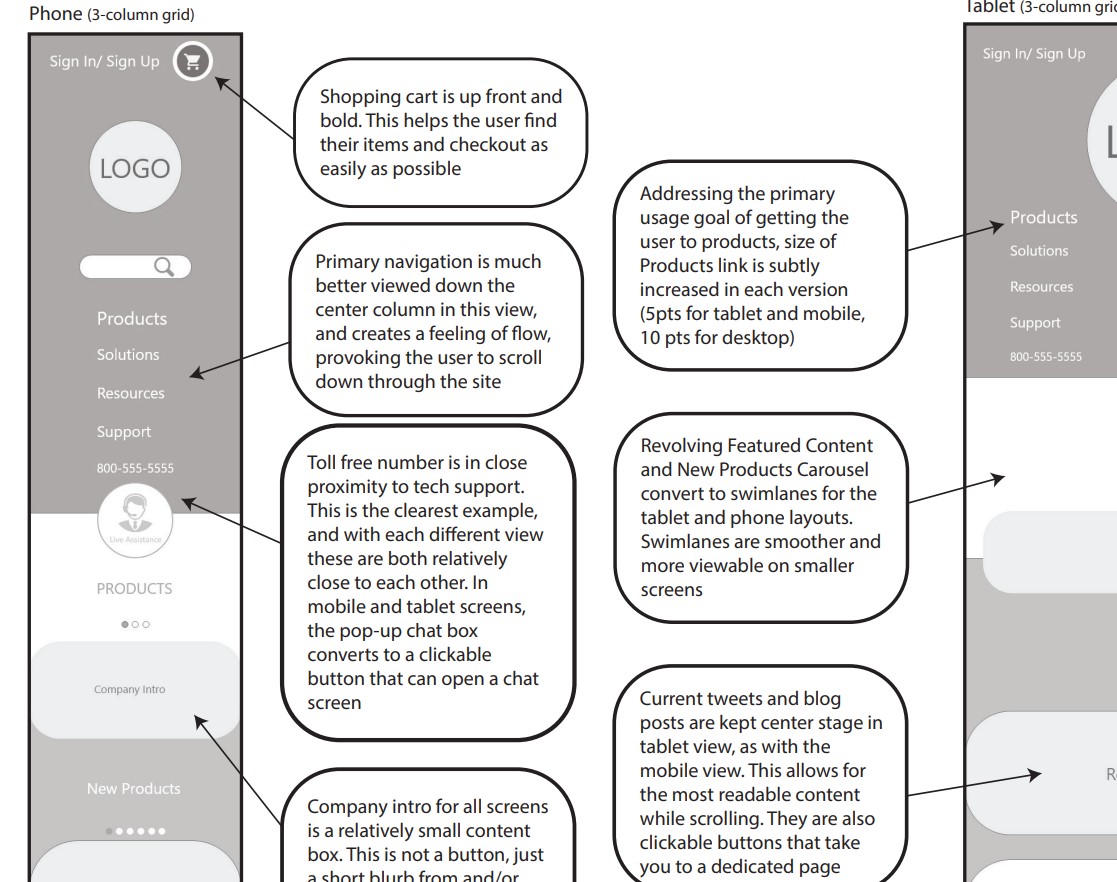 Phone (3-column grid)
Sign In/ Sign Up
LOGO
Products
Solutions
Resources
Support
800-555-5555
Live Assistance
PRODUCTS
Company Intro
New Products
Shopping cart is up front and
bold. This helps the user find
their items and checkout as
easily as possible
Primary navigation is much
better viewed down the
center column in this view,
and creates a feeling of flow,
provoking the user to scroll
down through the site
Toll free number is in close
proximity to tech support.
This is the clearest example,
and with each different view
these are both relatively
close to each other. In
mobile and tablet screens,
the pop-up chat box
converts to a clickable
button that can open a chat
screen
Company intro for all screens
is a relatively small content
box. This is not a button, just
a short blurb from and/or
Addressing the primary
usage goal of getting the
user to products, size of
Products link is subtly
increased in each version
(5pts for tablet and mobile,
10 pts for desktop)
Revolving Featured Content
and New Products Carousel
convert to swimlanes for the
tablet and phone layouts.
Swimlanes are smoother and
more viewable on smaller
screens
Current tweets and blog
posts are kept center stage in
tablet view, as with the
mobile view. This allows for
the most readable content
while scrolling. They are also
clickable buttons that take
you to a dedicated page
Tablet (3-column
Sign In/ Sign Up
Products
Solutions
Resources
Support
800-555-5555